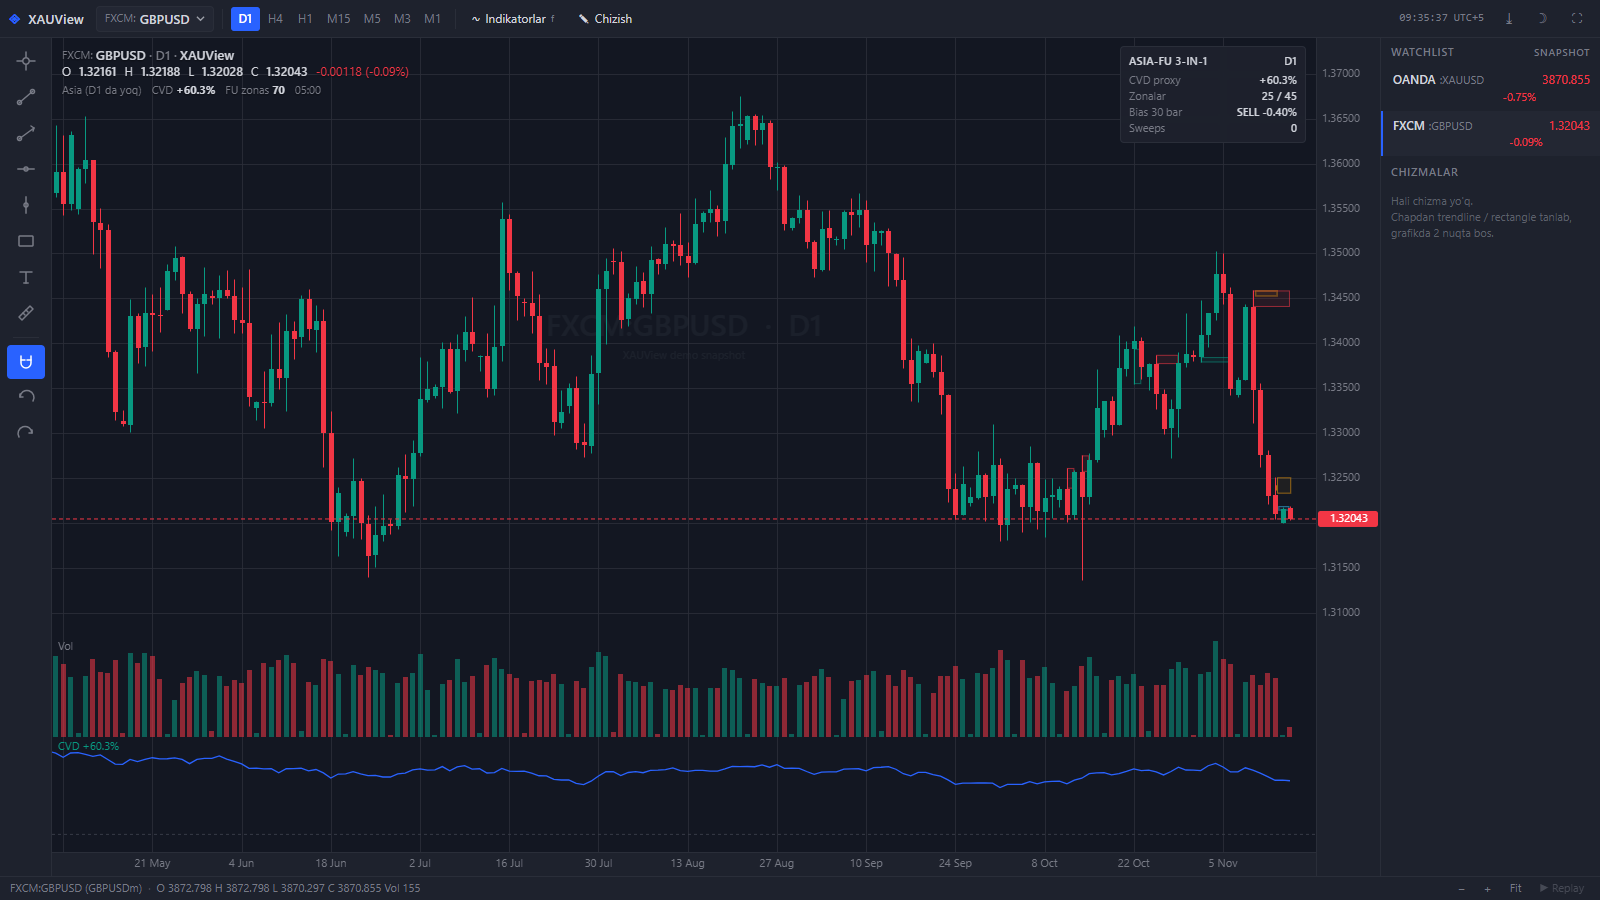 XAUView
FXCM: GBPUSD
D1 H4 H1 M15 M5 M3 M1
Indikatorlar f
Chizish
09:35:37 UTC+5
FXCM: GBPUSD · D1 · XAUView
O 1.32161 H 1.32188 L 1.32028 C 1.32043 -0.00118 (-0.09%)
Asia (D1 da yoq) CVD +60.3% FU zonas 70 05:00
ASIA-FU 3-IN-1 D1
CVD proxy +60.3%
Zonalar 25 / 45
Bias 30 bar SELL -0.40%
Sweeps 0
FXCM:GBPUSD · D1
XAUView demo snapshot
1.37000
1.36500
1.36000
1.35500
1.35000
1.34500
1.34000
1.33500
1.33000
1.32500
1.32043
1.31500
1.31000
Vol
CVD +60.3%
21 May 4 Jun 18 Jun 2 Jul 16 Jul 30 Jul 13 Aug 27 Aug 10 Sep 24 Sep 8 Oct 22 Oct 5 Nov
WATCHLIST SNAPSHOT
OANDA :XAUUSD 3870.855
-0.75%
FXCM :GBPUSD 1.32043
-0.09%
CHIZMALAR
Hali chizma yo'q.
Chapdan trendline / rectangle tanlab,
grafikda 2 nuqta bos.
FXCM:GBPUSD (GBPUSDm) · O 3872.798 H 3872.798 L 3870.297 C 3870.855 Vol 155
− + Fit ▶ Replay